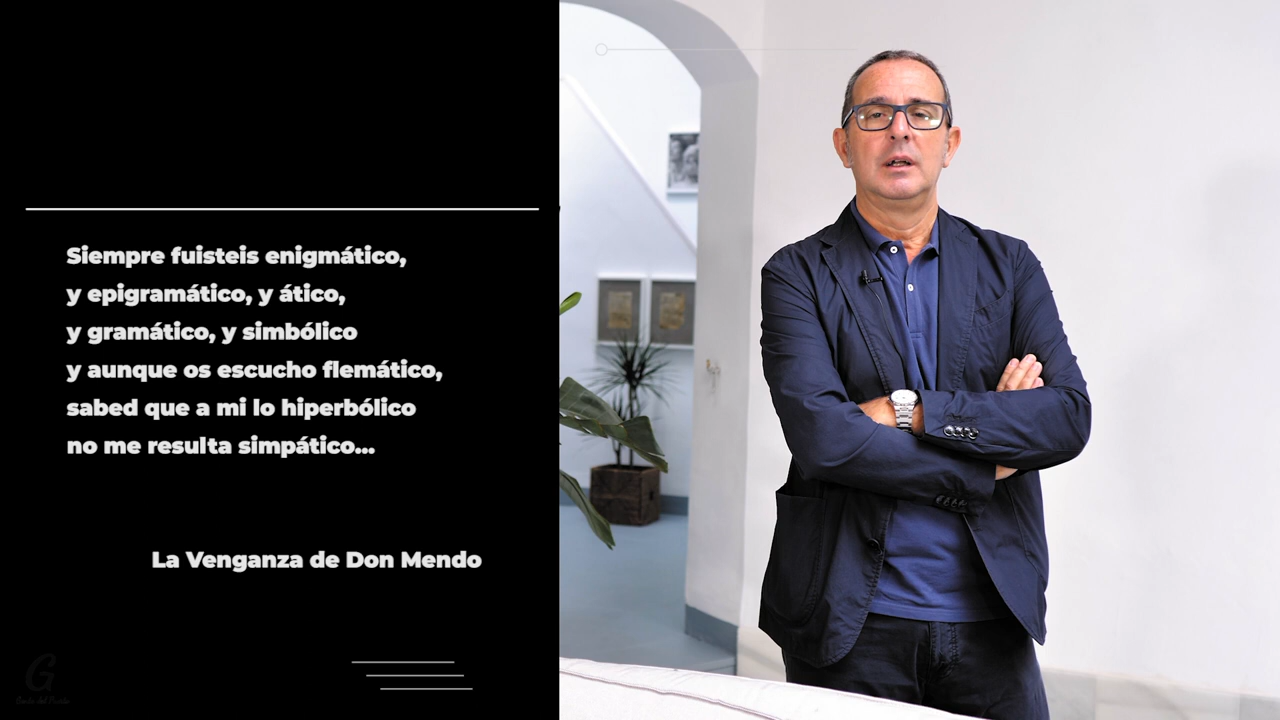 Siempre fuisteis enigmático,
y epigramático, y ático,
y gramático, y simbólico
y aunque os escucho flemático,
sabed que a mi lo hiperbólico
no me resulta simpático...
La Venganza de Don Mendo
G